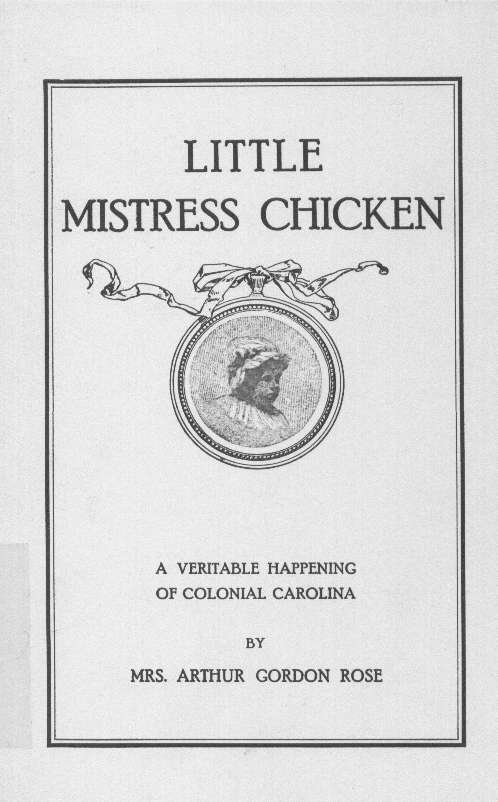 LITTLE
MISTRESS CHICKEN
A VERITABLE HAPPENING
OF COLONIAL CAROLINA
BY
MRS. ARTHUR GORDON ROSE